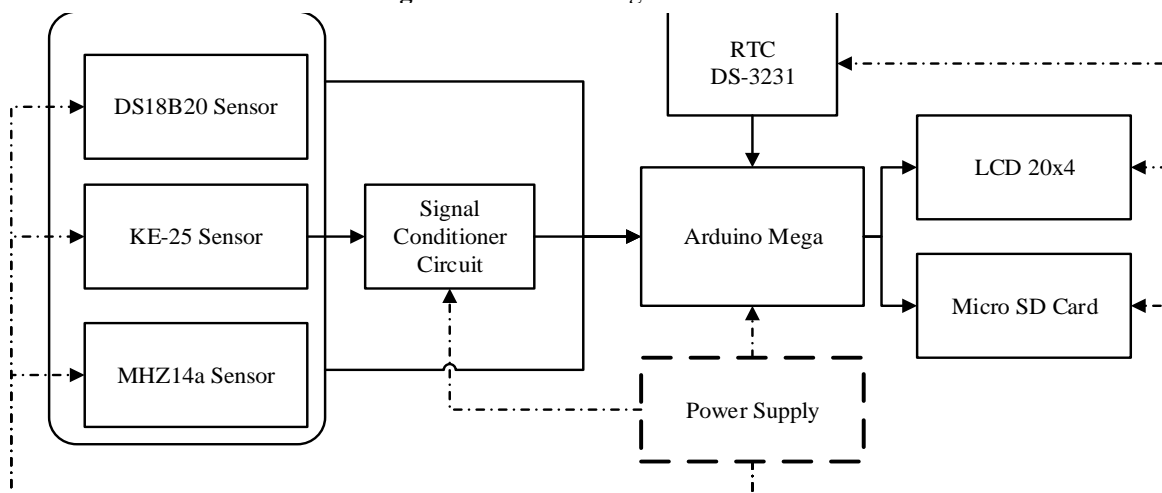 RTC
DS-3231
DS18B20 Sensor
LCD 20x4
KE-25 Sensor
Signal
Conditioner
Circuit
Arduino Mega
Micro SD Card
MHZ14a Sensor
Power Supply